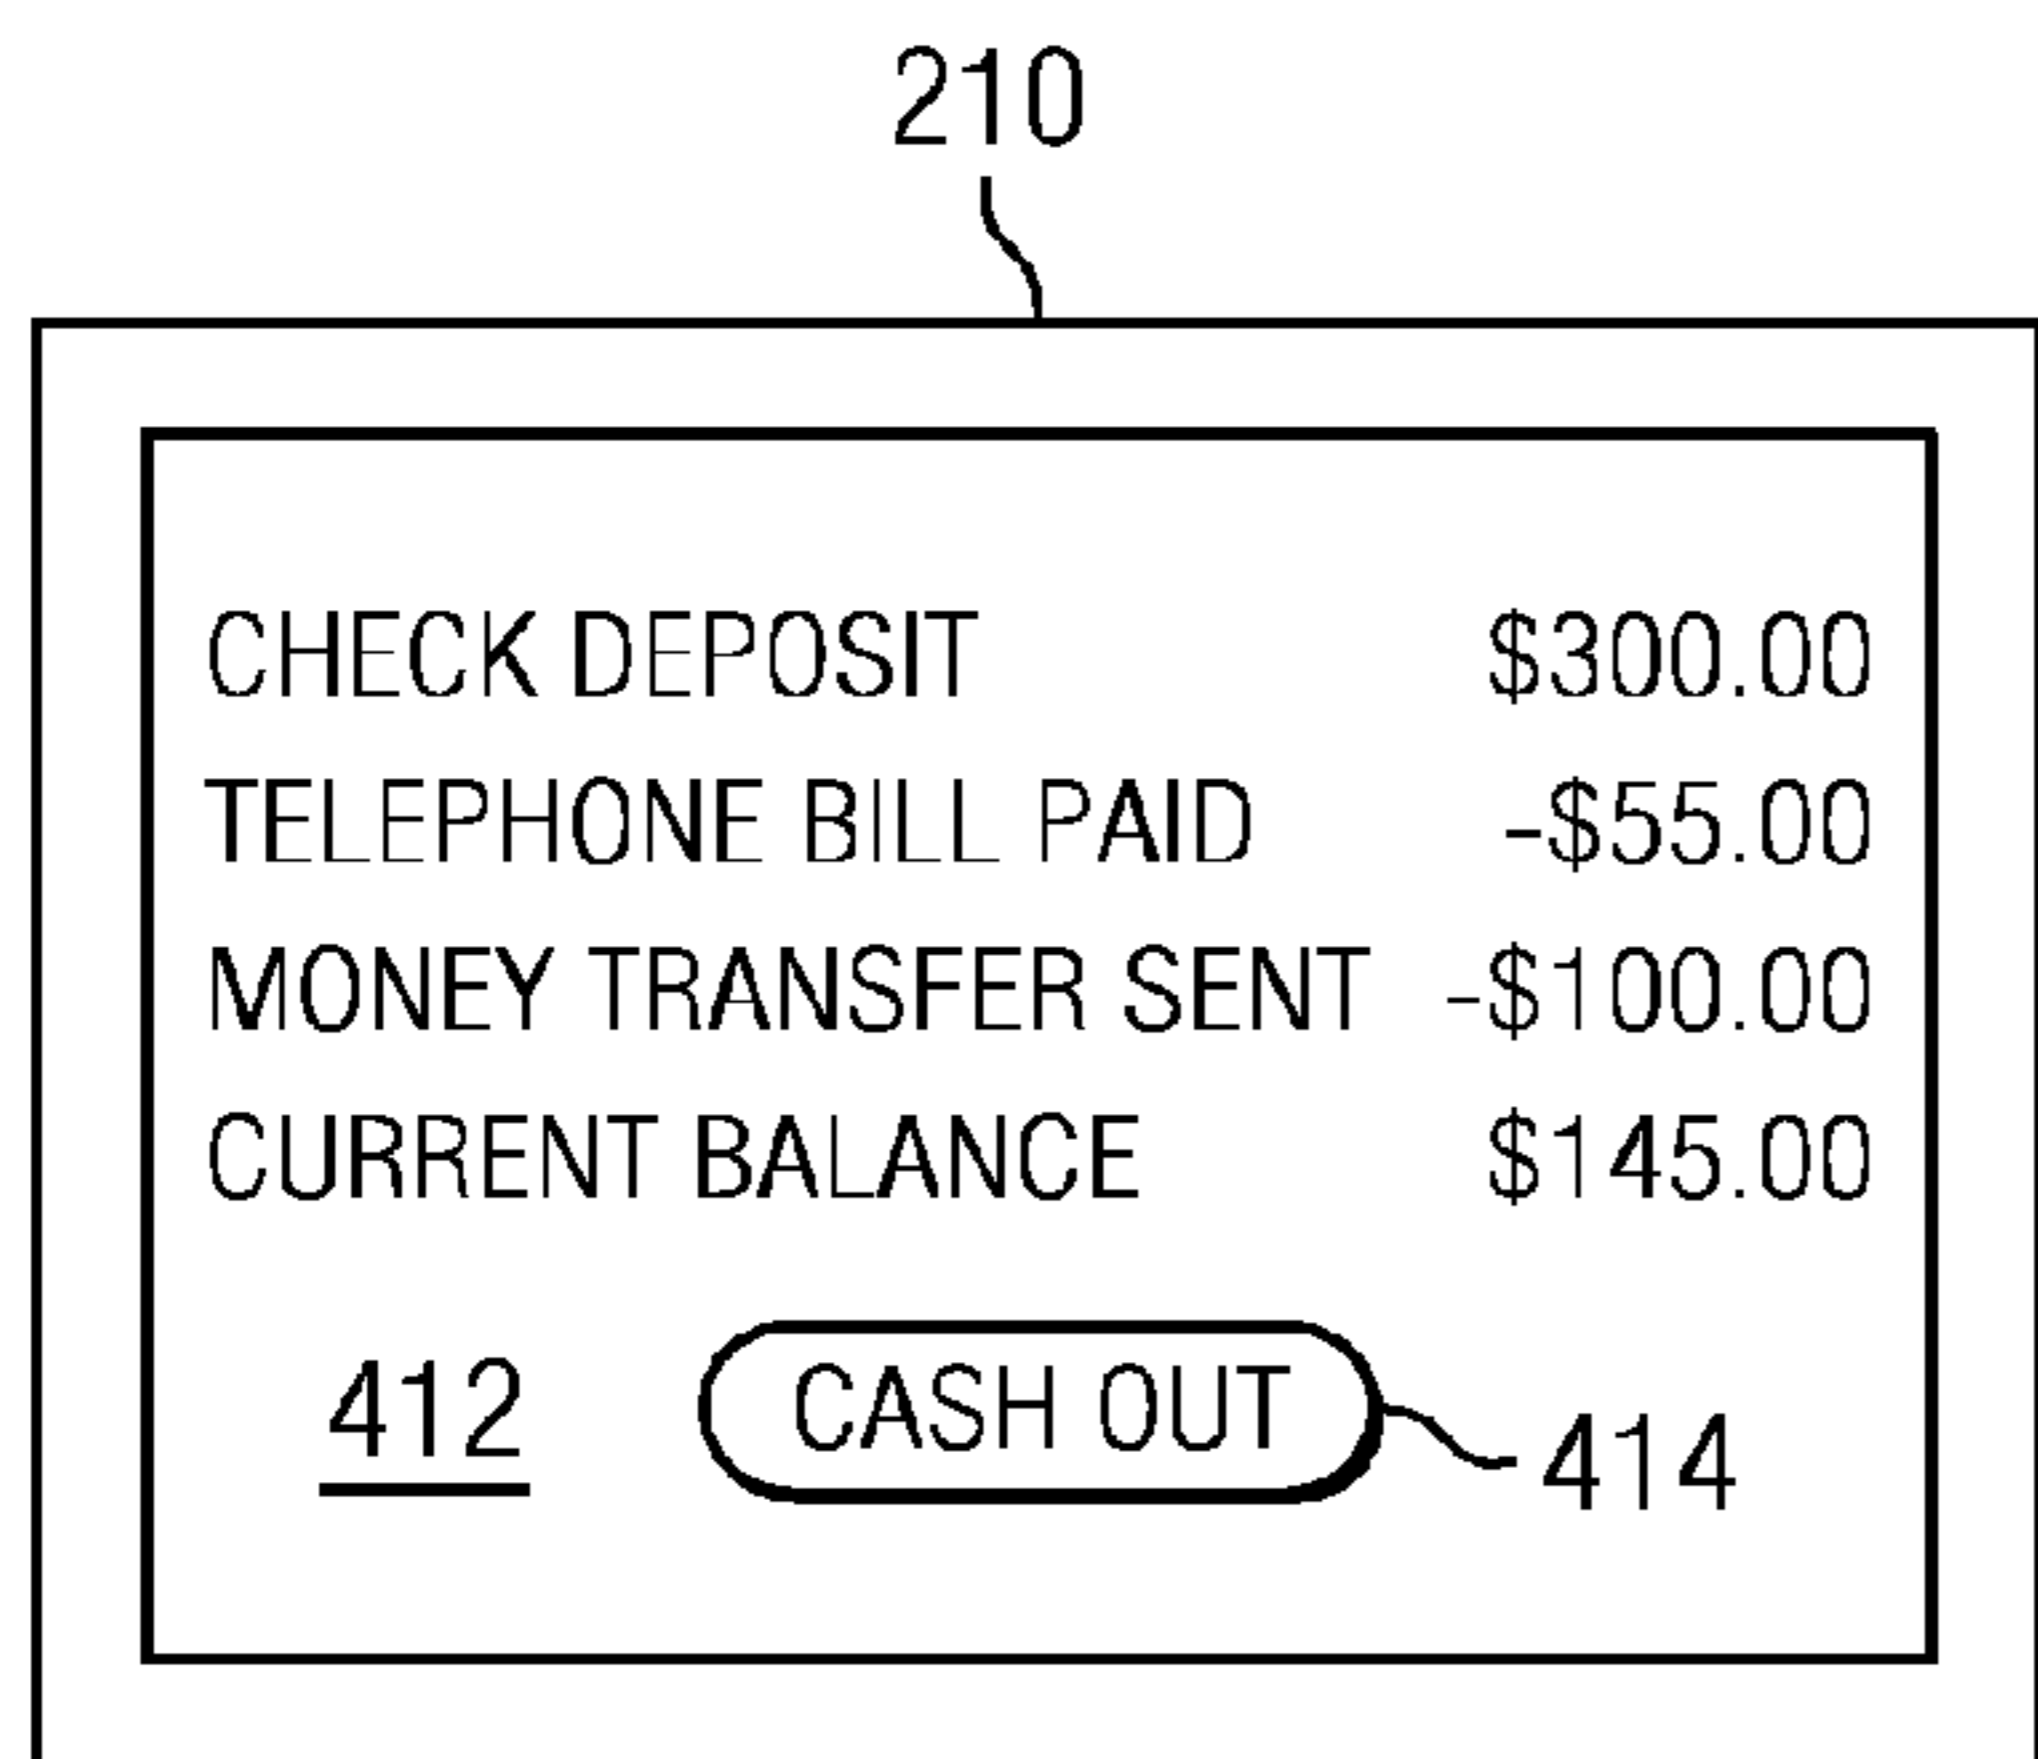 210
CHECK DEPOSIT $300.00
TELEPHONE BILL PAID -$55.00
MONEY TRANSFER SENT -$100.00
CURRENT BALANCE $145.00
412 CASH OUT 414